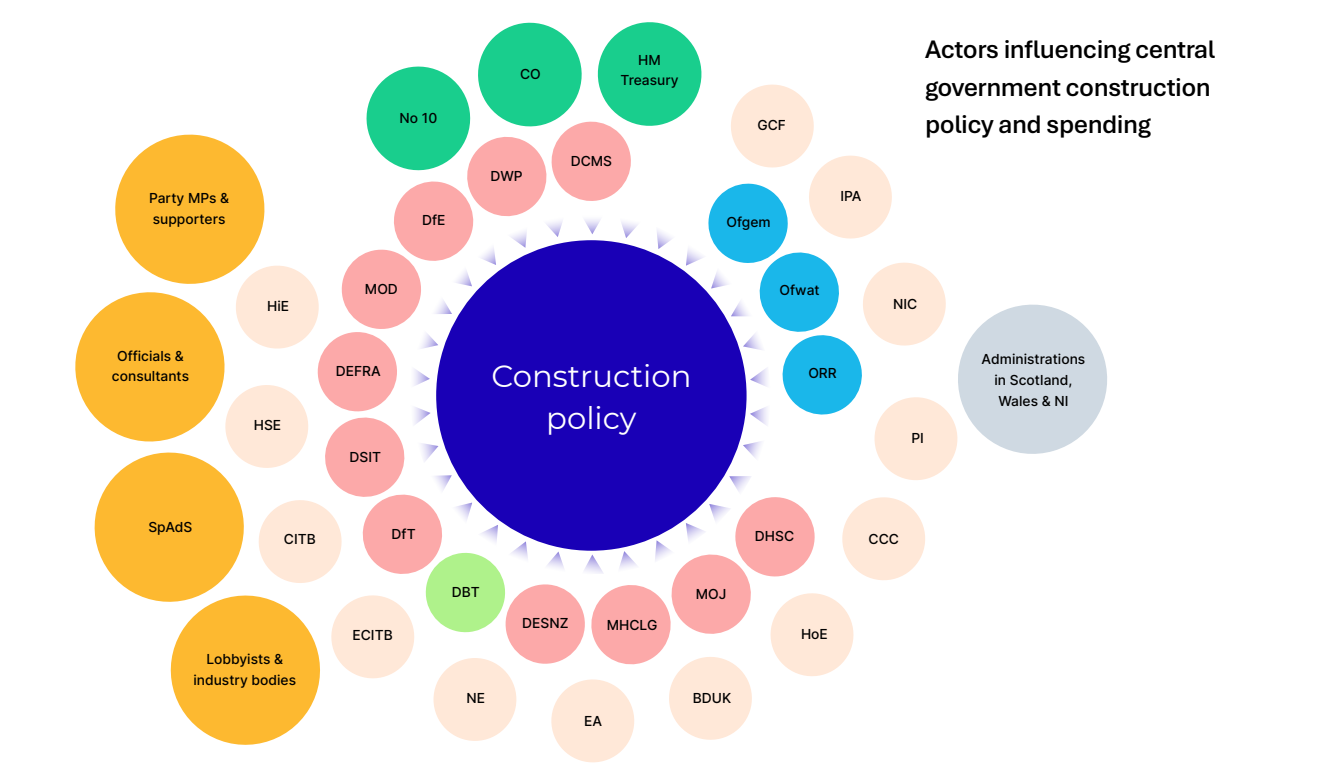 Actors influencing central
government construction
policy and spending
CO
HM
Treasury
No 10
GCF
DCMS
DWP
IPA
Party MPs &
supporters
DfE
Ofgem
MOD
Ofwat
HiE
NIC
Officials &
consultants
DEFRA
ORR
Administrations
in Scotland,
Wales & NI
Construction
policy
HSE
PI
DSIT
SpAdS
CITB
DfT
DHSC
CCC
DBT
MOJ
DESNZ
MHCLG
ECITB
HoE
Lobbyists &
industry bodies
NE
BDUK
EA